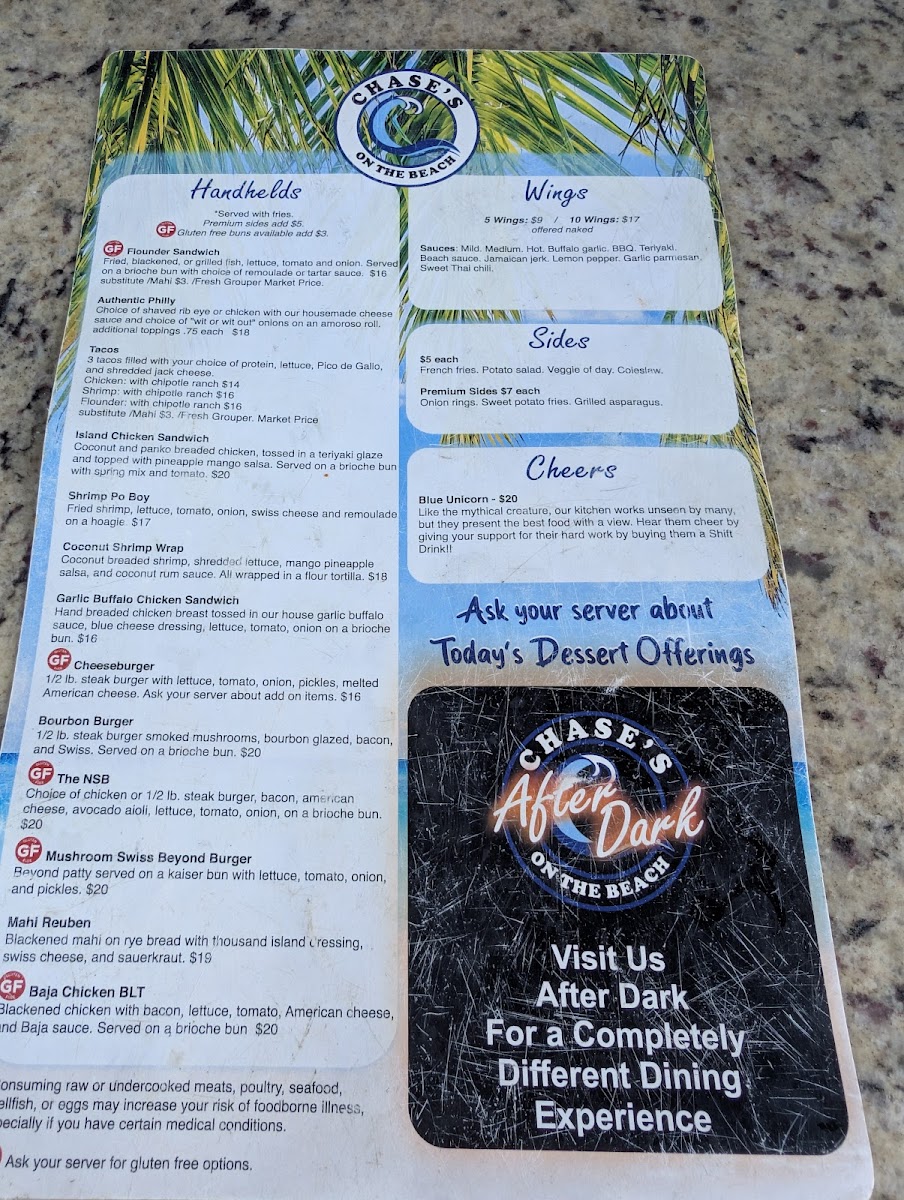 CHASE'S
ON THE BEACH
Handhelds
*Served with fries.
Premium sides add $5.
GF Gluten free buns available add $3.
GF Flounder Sandwich
Fried, blackened, or grilled fish, lettuce, tomato and onion. Served
on a brioche bun with choice of remoulade or tartar sauce. $16
substitute /Mahi $3. /Fresh Grouper Market Price.
Authentic Philly
Choice of shaved rib eye or chicken with our housemade cheese
sauce and choice of "wit or wit out" onions on an amoroso roll,
additional toppings .75 each $18
Tacos
3 tacos filled with your choice of protein, lettuce, Pico de Gallo,
and shredded jack cheese.
Chicken: with chipotle ranch $14
Shrimp: with chipotle ranch $16
Flounder: with chipotle ranch $16
substitute /Mahi $3. /Fresh Grouper. Market Price
Island Chicken Sandwich
Coconut and panko breaded chicken, tossed in a teriyaki glaze
and topped with pineapple mango salsa. Served on a brioche bun
with spring mix and tomato. $20
Shrimp Po Boy
Fried shrimp, lettuce, tomato, onion, swiss cheese and remoulade
on a hoagie. $17
Coconut Shrimp Wrap
Coconut breaded shrimp, shredded lettuce, mango pineapple
salsa, and coconut rum sauce. All wrapped in a flour tortilla. $18
Garlic Buffalo Chicken Sandwich
Hand breaded chicken breast tossed in our house garlic buffalo
sauce, blue cheese dressing, lettuce, tomato, onion on a brioche
bun. $16
GF Cheeseburger
1/2 lb. steak burger with lettuce, tomato, onion, pickles, melted
American cheese. Ask your server about add on items. $16
Bourbon Burger
1/2 lb. steak burger smoked mushrooms, bourbon glazed, bacon,
and Swiss. Served on a brioche bun. $20
GF The NSB
Choice of chicken or 1/2 lb. steak burger, bacon, american
cheese, avocado aioli, lettuce, tomato, onion, on a brioche bun.
$20
GF Mushroom Swiss Beyond Burger
Beyond patty served on a kaiser bun with lettuce, tomato, onion,
and pickles. $20
Mahi Reuben
Blackened mahi on rye bread with thousand island dressing,
swiss cheese, and sauerkraut. $19
GF Baja Chicken BLT
Blackened chicken with bacon, lettuce, tomato, American cheese,
and Baja sauce. Served on a brioche bun $20
onsuming raw or undercooked meats, poultry, seafood,
ellfish, or eggs may increase your risk of foodborne illness,
pecially if you have certain medical conditions.
Ask your server for gluten free options.
Wings
5 Wings: $9 / 10 Wings: $17
offered naked
Sauces: Mild. Medium. Hot. Buffalo garlic. BBQ. Teriyaki.
Beach sauce. Jamaican jerk. Lemon pepper. Garlic parmesan.
Sweet Thai chili.
Sides
$5 each
French fries. Potato salad. Veggie of day. Coleslaw.
Premium Sides $7 each
Onion rings. Sweet potato fries. Grilled asparagus.
Cheers
Blue Unicorn - $20
Like the mythical creature, our kitchen works unseen by many,
but they present the best food with a view. Hear them cheer by
giving your support for their hard work by buying them a Shift
Drink!!
Ask your server about
Today's Dessert Offerings
CHASE'S
After Dark
ON THE BEACH
Visit Us
After Dark
For a Completely
Different Dining
Experience